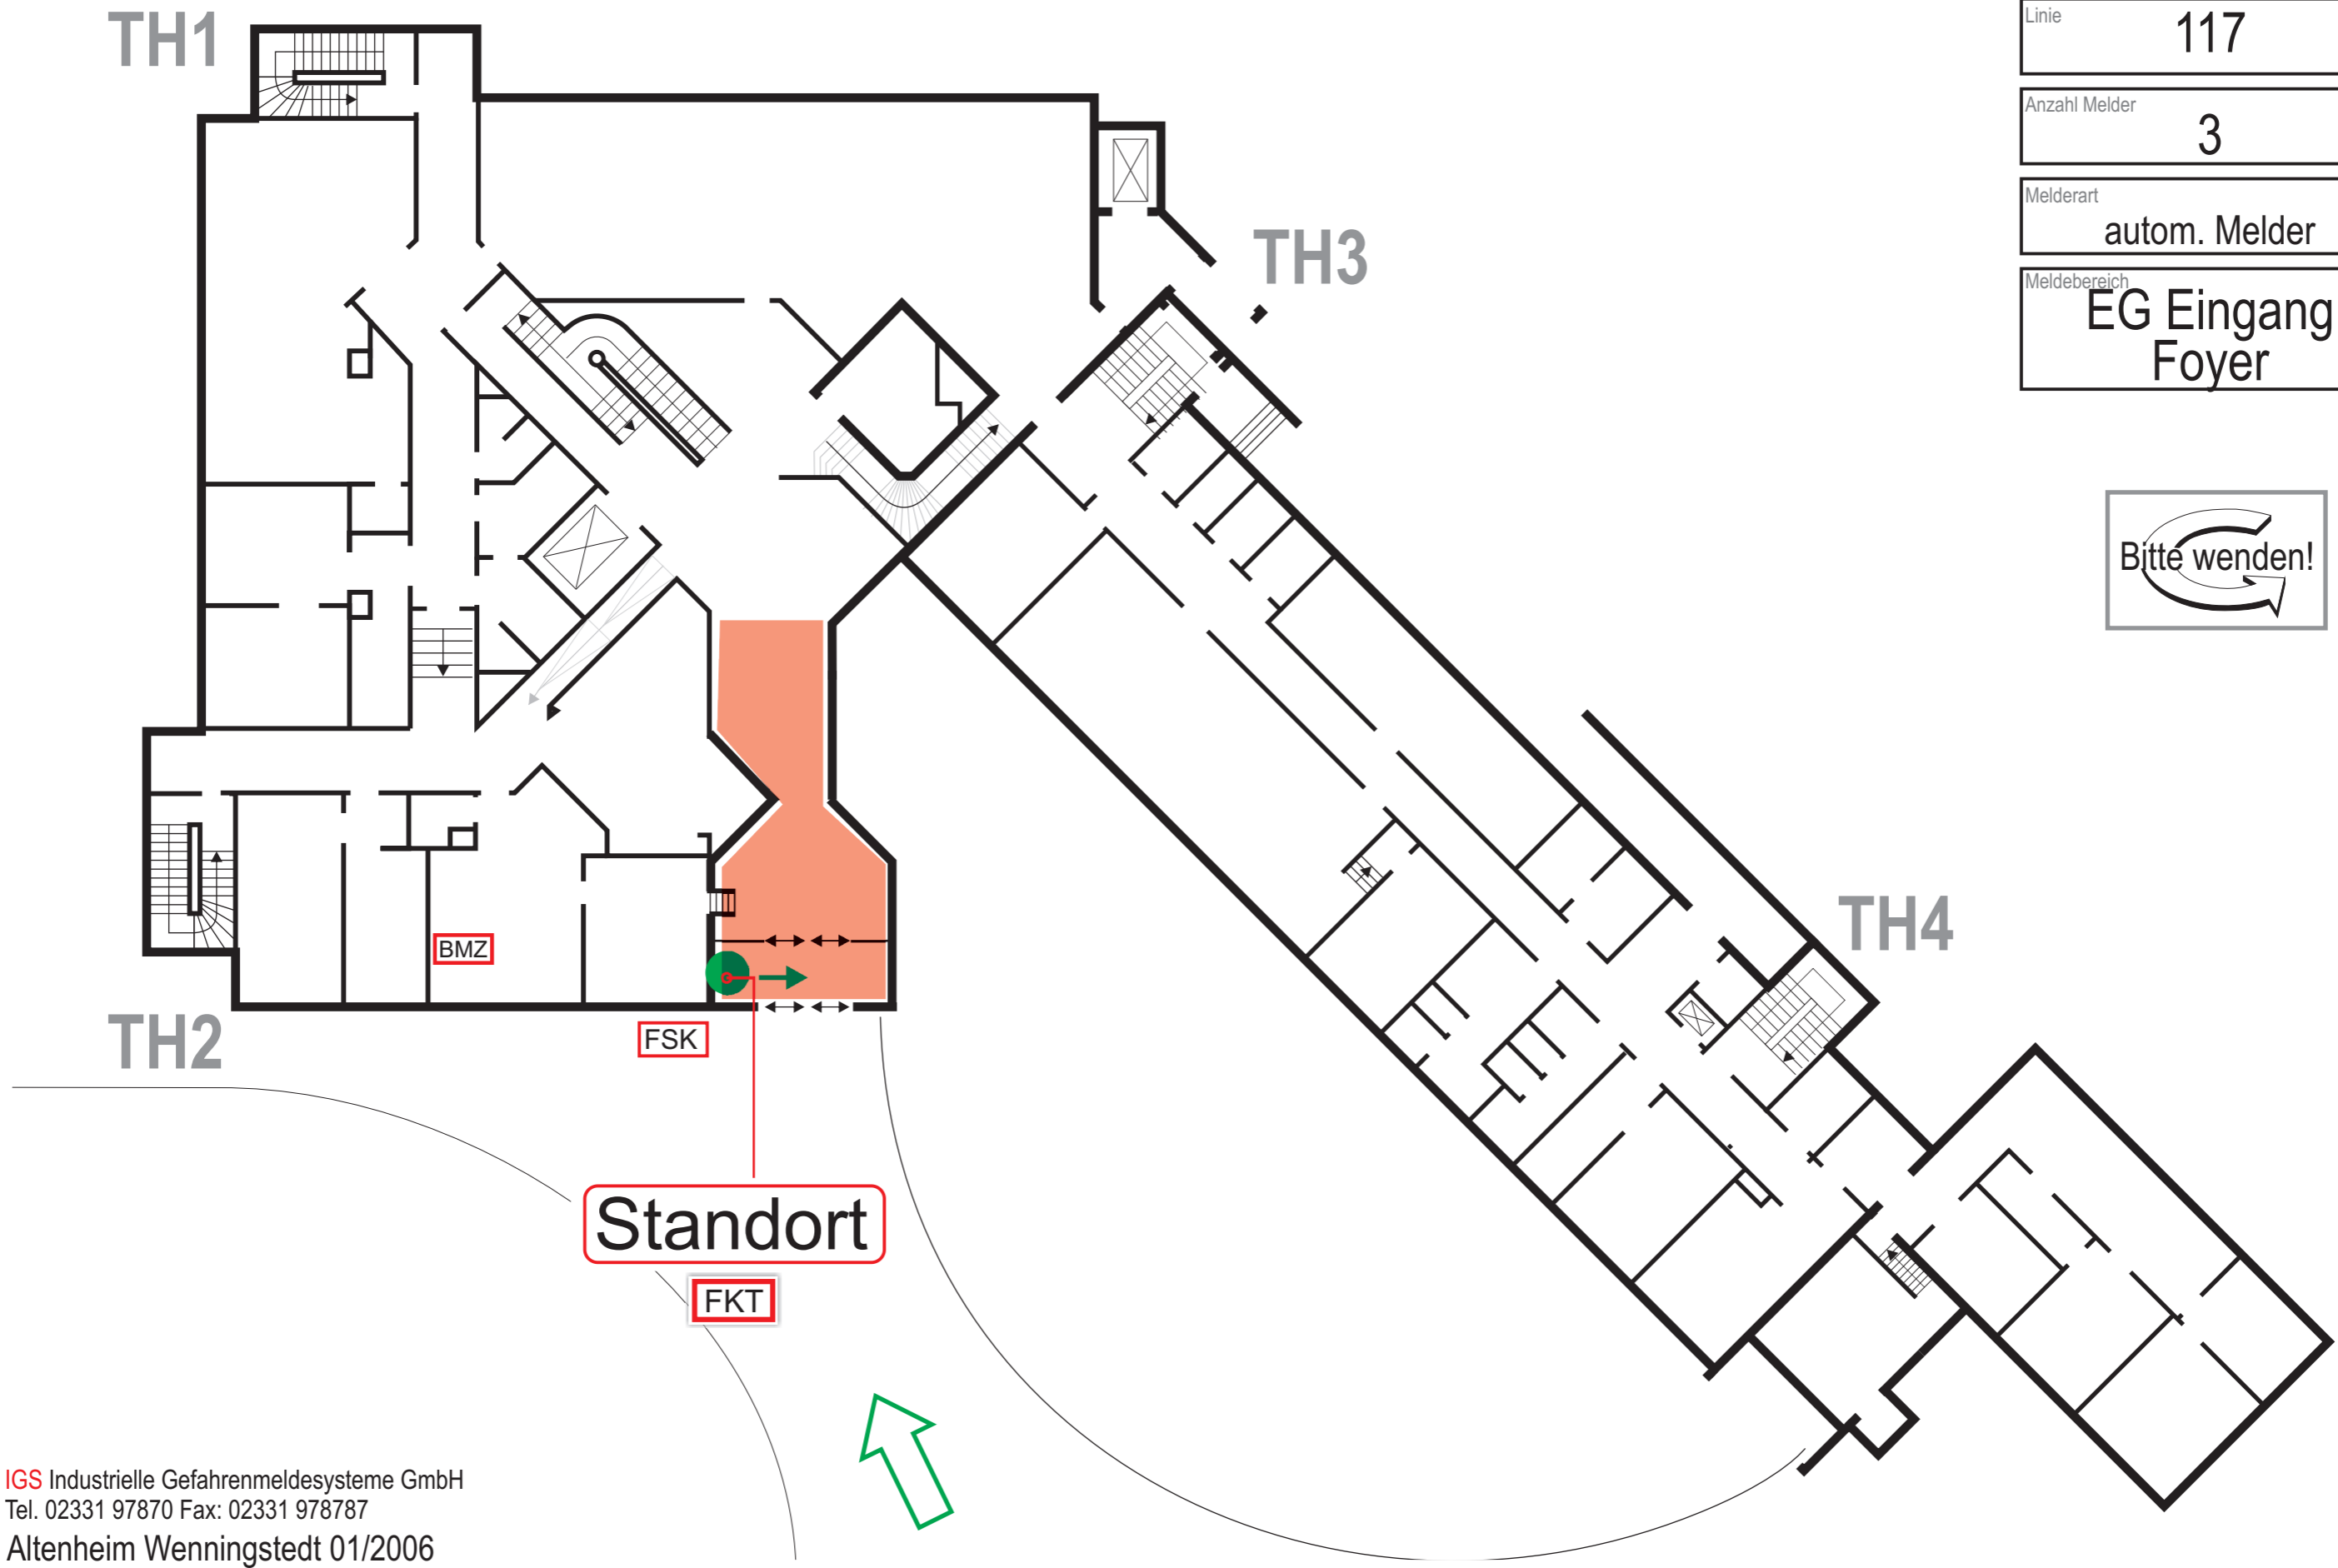 TH1
Linie
117
Anzahl Melder
3
Melderart
autom. Melder
Meldebereich
EG Eingang
Foyer
TH3
Bitte wenden!
TH4
BMZ
TH2
FSK
Standort
FKT
IGS Industrielle Gefahrenmeldesysteme GmbH
Tel. 02331 97870 Fax: 02331 978787
Altenheim Wenningstedt 01/2006